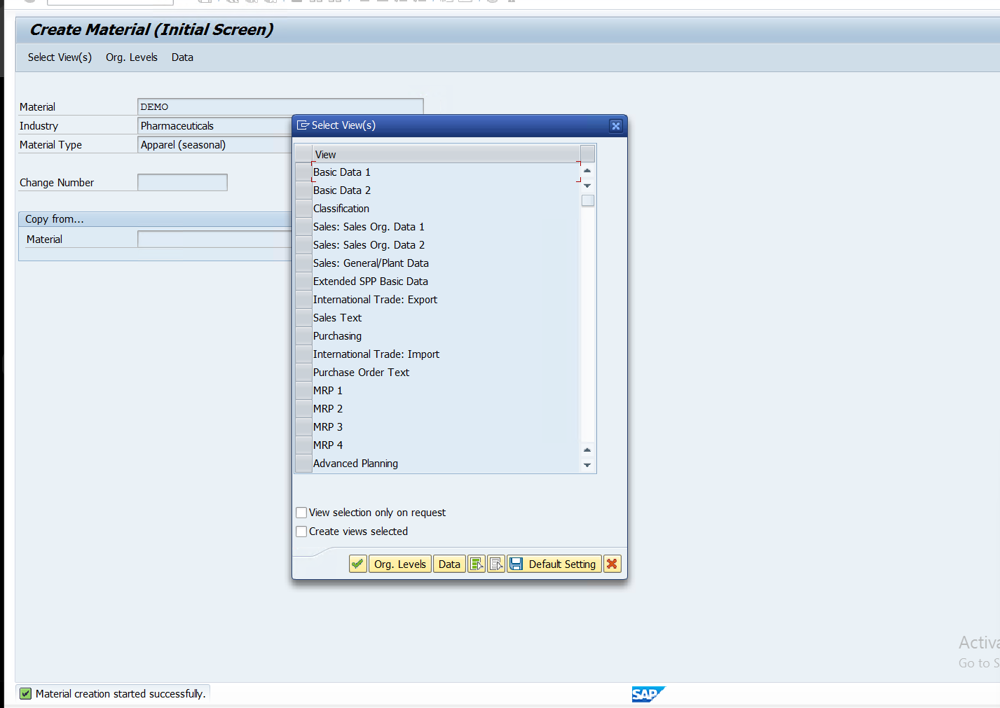 Create Material (Initial Screen)
Select View(s) Org. Levels Data
Material DEMO
Industry Pharmaceuticals
Material Type Apparel (seasonal)
Change Number
Copy from...
Material
Select View(s)
View
Basic Data 1
Basic Data 2
Classification
Sales: Sales Org. Data 1
Sales: Sales Org. Data 2
Sales: General/Plant Data
Extended SPP Basic Data
International Trade: Export
Sales Text
Purchasing
International Trade: Import
Purchase Order Text
MRP 1
MRP 2
MRP 3
MRP 4
Advanced Planning
View selection only on request
Create views selected
Org. Levels Data Default Setting
Activa
Go to S
Material creation started successfully.
SAP